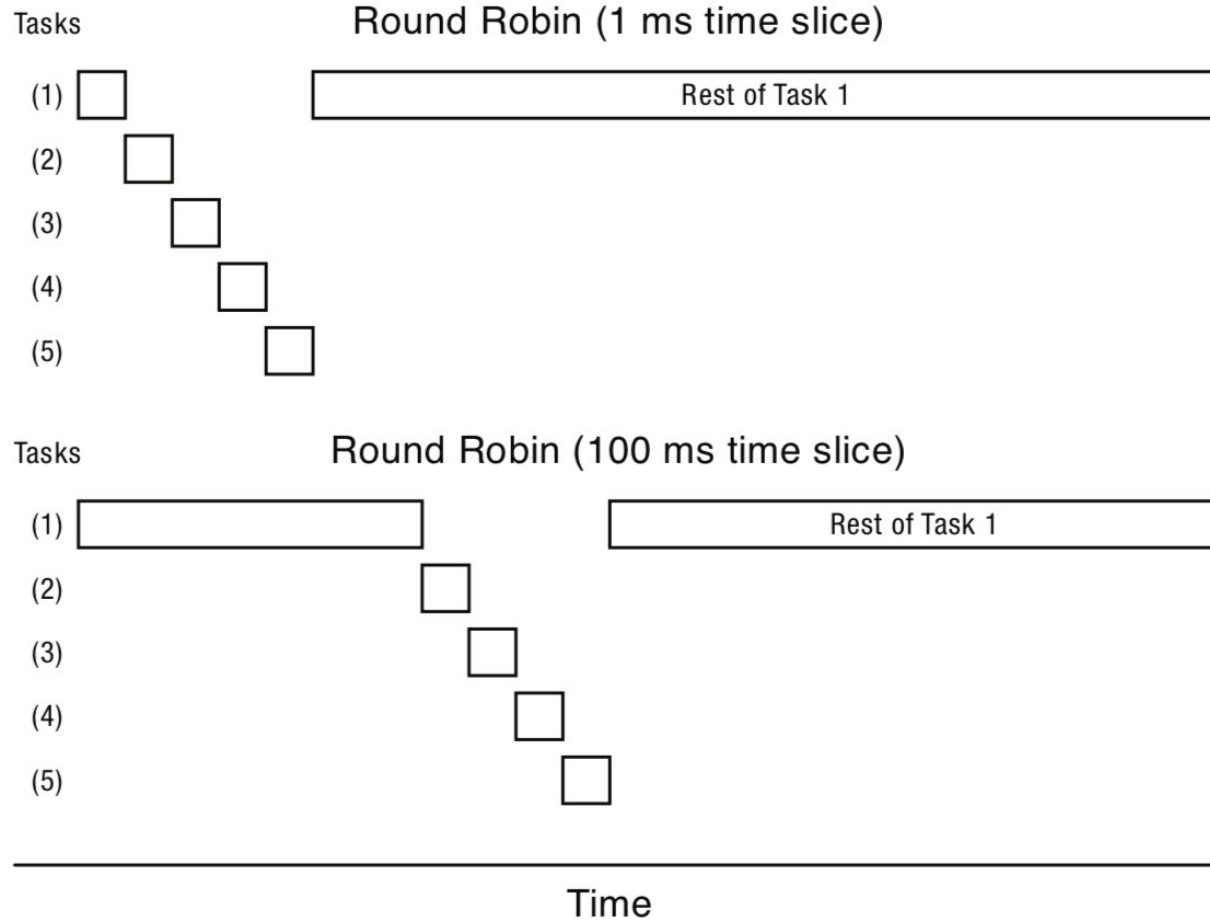 Tasks Round Robin (1 ms time slice)
(1) Rest of Task 1
(2)
(3)
(4)
(5)
Tasks Round Robin (100 ms time slice)
(1) Rest of Task 1
(2)
(3)
(4)
(5)
Time